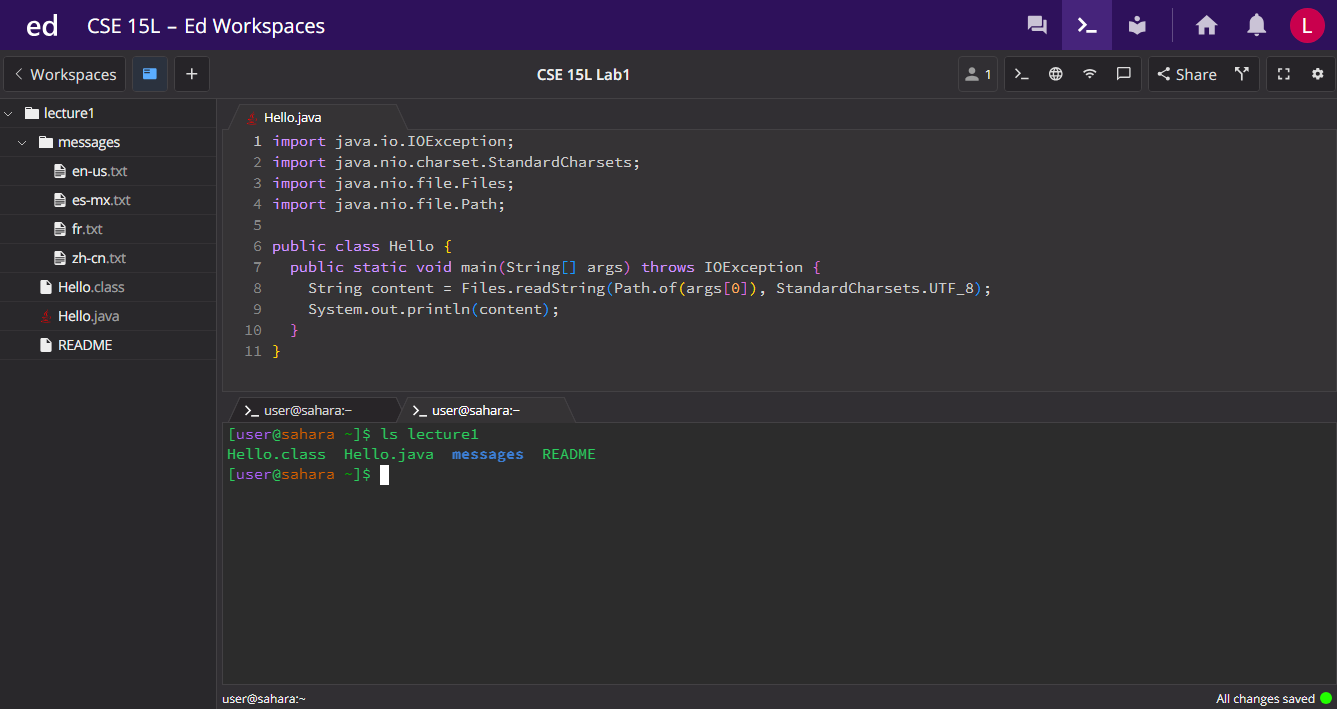 ed CSE 15L – Ed Workspaces L
Workspaces + CSE 15L Lab1 1 Share
lecture1
messages
en-us.txt
es-mx.txt
fr.txt
zh-cn.txt
Hello.class
Hello.java
README
Hello.java
1 import java.io.IOException;
2 import java.nio.charset.StandardCharsets;
3 import java.nio.file.Files;
4 import java.nio.file.Path;
5
6 public class Hello {
7   public static void main(String[] args) throws IOException {
8     String content = Files.readString(Path.of(args[0]), StandardCharsets.UTF_8);
9     System.out.println(content);
10   }
11 }
>_ user@sahara:~ >_ user@sahara:~
[user@sahara ~]$ ls lecture1
Hello.class  Hello.java  messages  README
[user@sahara ~]$
user@sahara:~ All changes saved